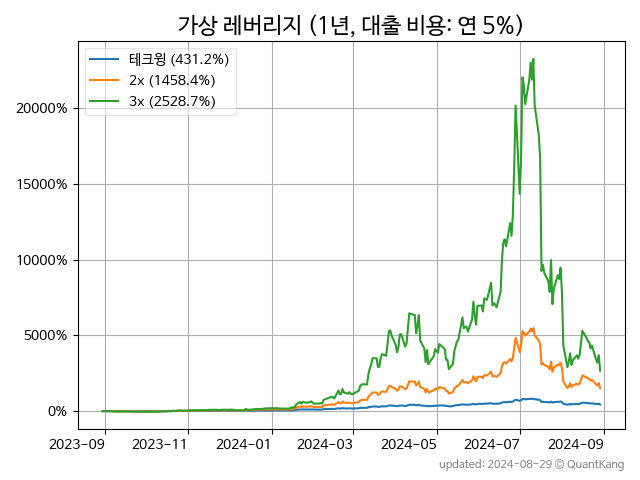 가상 레버리지 (1년, 대출 비용: 연 5%)
테크윙 (431.2%)
2x (1458.4%)
3x (2528.7%)
20000%
15000%
10000%
5000%
0%
2023-09 2023-11 2024-01 2024-03 2024-05 2024-07 2024-09
updated: 2024-08-29 © QuantKang